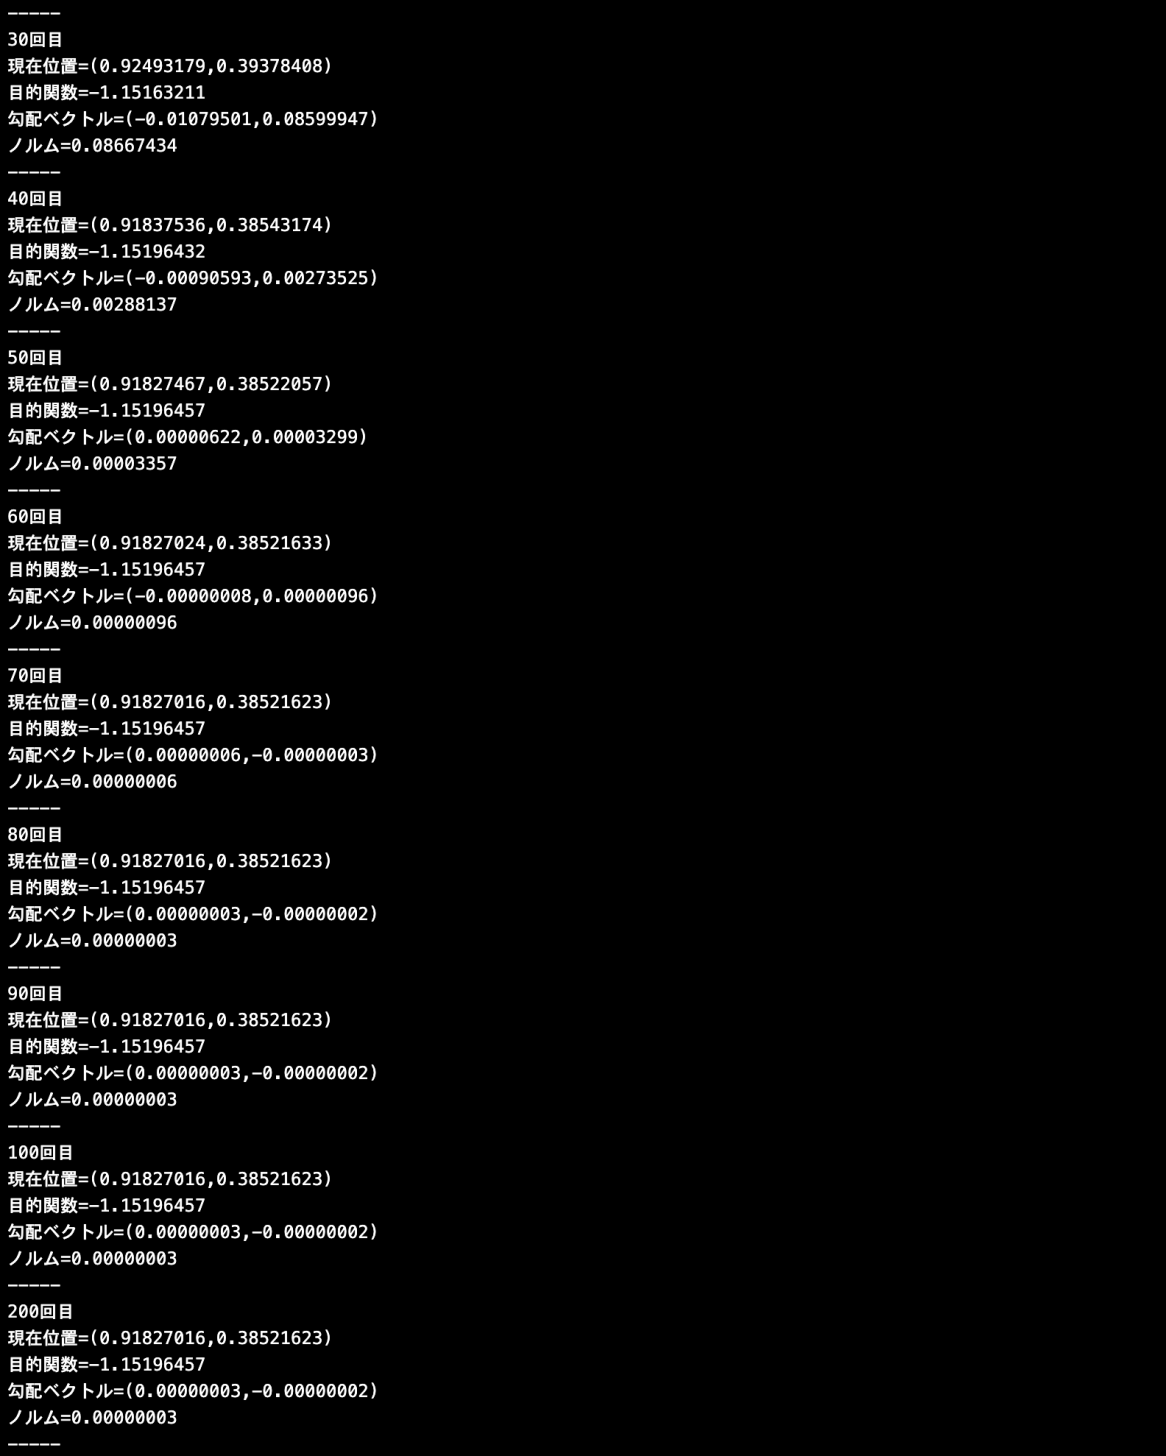 -----
30回目
現在位置=(0.92493179,0.39378408)
目的関数=-1.15163211
勾配ベクトル=(-0.01079501,0.08599947)
ノルム=0.08667434
-----
40回目
現在位置=(0.91837536,0.38543174)
目的関数=-1.15196432
勾配ベクトル=(-0.00090593,0.00273525)
ノルム=0.00288137
-----
50回目
現在位置=(0.91827467,0.38522057)
目的関数=-1.15196457
勾配ベクトル=(0.00000622,0.00003299)
ノルム=0.00003357
-----
60回目
現在位置=(0.91827024,0.38521633)
目的関数=-1.15196457
勾配ベクトル=(-0.00000008,0.00000096)
ノルム=0.00000096
-----
70回目
現在位置=(0.91827016,0.38521623)
目的関数=-1.15196457
勾配ベクトル=(0.00000006,-0.00000003)
ノルム=0.00000006
-----
80回目
現在位置=(0.91827016,0.38521623)
目的関数=-1.15196457
勾配ベクトル=(0.00000003,-0.00000002)
ノルム=0.00000003
-----
90回目
現在位置=(0.91827016,0.38521623)
目的関数=-1.15196457
勾配ベクトル=(0.00000003,-0.00000002)
ノルム=0.00000003
-----
100回目
現在位置=(0.91827016,0.38521623)
目的関数=-1.15196457
勾配ベクトル=(0.00000003,-0.00000002)
ノルム=0.00000003
-----
200回目
現在位置=(0.91827016,0.38521623)
目的関数=-1.15196457
勾配ベクトル=(0.00000003,-0.00000002)
ノルム=0.00000003
-----